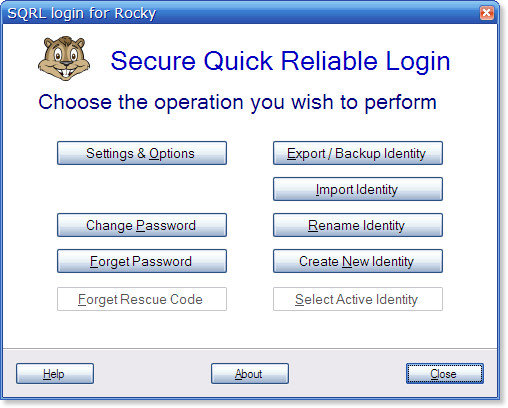 SQRL login for Rocky
Secure Quick Reliable Login
Choose the operation you wish to perform
Settings & Options
Export / Backup Identity
Import Identity
Change Password
Rename Identity
Forget Password
Create New Identity
Forget Rescue Code
Select Active Identity
Help
About
Close